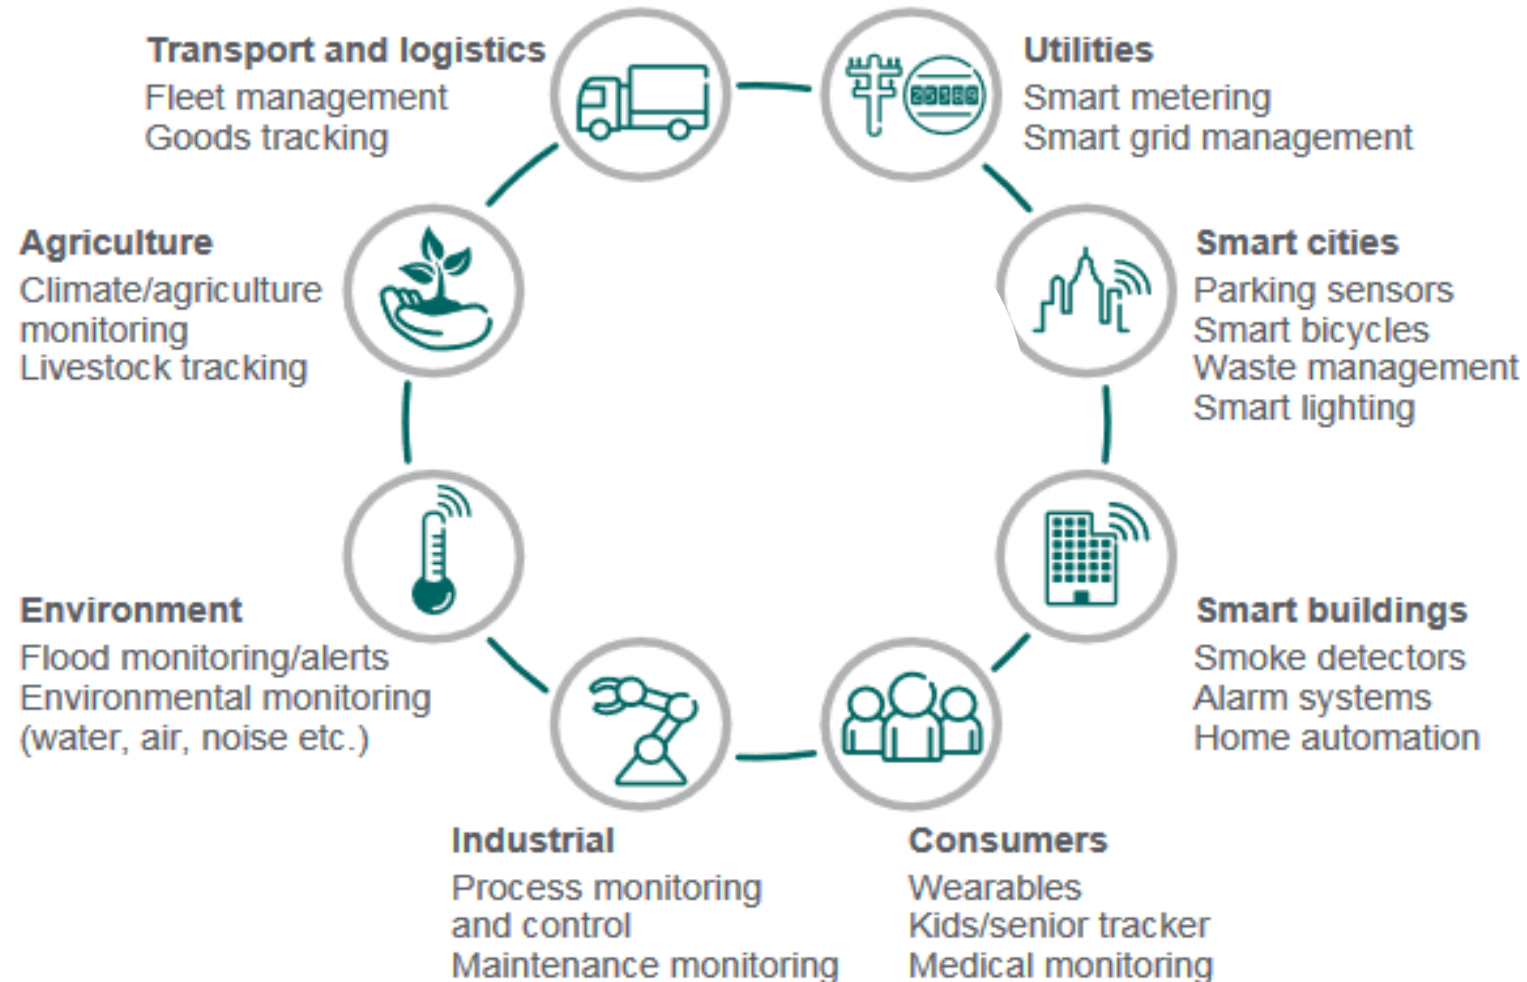 Transport and logistics
Fleet management
Goods tracking
Utilities
Smart metering
Smart grid management
Agriculture
Climate/agriculture
monitoring
Livestock tracking
Smart cities
Parking sensors
Smart bicycles
Waste management
Smart lighting
Environment
Flood monitoring/alerts
Environmental monitoring
(water, air, noise etc.)
Smart buildings
Smoke detectors
Alarm systems
Home automation
Industrial
Process monitoring
and control
Maintenance monitoring
Consumers
Wearables
Kids/senior tracker
Medical monitoring